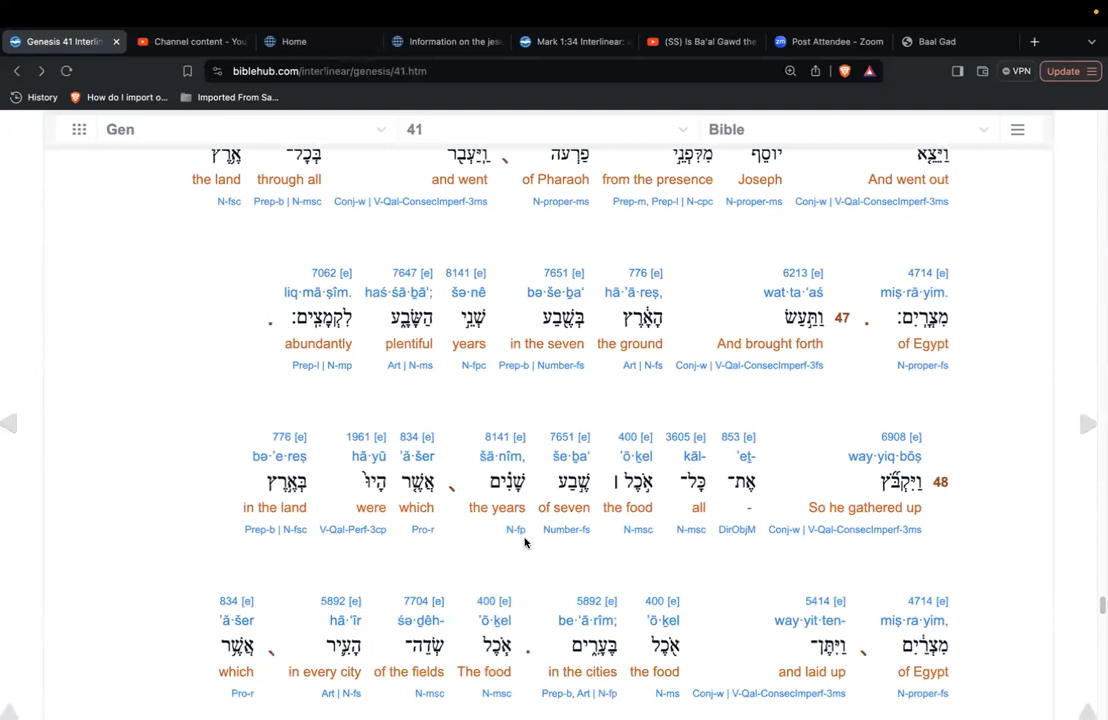 Genesis 41 Interlin
Channel content - You
Home
Information on the jes
Mark 1:34 Interlinear:
(SS) Is Ba'al Gawd the
Post Attendee - Zoom
Baal Gad
biblehub.com/interlinear/genesis/41.htm
VPN
Update
History
How do I import o...
Imported From Sa...
Gen
41
Bible
וַיֵּצֵ֤א יוֹסֵף֙ מִלִּפְנֵ֣י פַרְעֹ֔ה 、 וַֽיַּעֲבֹ֖ר בְּכָל־ אֶ֥רֶץ
And went out Joseph from the presence of Pharaoh and went through all the land
Conj-w | V-Qal-ConsecImperf-3ms N-proper-ms Prep-m, Prep-l | N-cpc N-proper-ms Conj-w | V-Qal-ConsecImperf-3ms Prep-b | N-msc N-fsc
4714 [e] 6213 [e] 776 [e] 7651 [e] 8141 [e] 7647 [e] 7062 [e]
miṣ·rā·yim. wat·ta·‘aś hā·’ā·reṣ, bə·še·ḇa‘ šə·nê haś·śā·ḇā‘; liq·mā·ṣîm.
מִצְרָֽיִם׃ . 47 וַתַּ֣עַשׂ הָאָ֔רֶץ בְּשֶׁ֖בַע שְׁנֵ֣י הַשָּׂבָ֑ע לִקְמָצִֽים׃ .
of Egypt And brought forth the ground in the seven years plentiful abundantly
N-proper-fs Conj-w | V-Qal-ConsecImperf-3fs Art | N-fs Prep-b | Number-fs N-fpc Art | N-ms Prep-l | N-mp
6908 [e] 853 [e] 3605 [e] 400 [e] 7651 [e] 8141 [e] 834 [e] 1961 [e] 776 [e]
way·yiq·bōṣ ’eṯ- kāl- ’ō·ḵel še·ḇa‘ šā·nîm, ’ă·šer hā·yū bə·’e·reṣ
48 וַיִּקְבֹּ֞ץ אֶת־ כָּל־ אֹ֣כֶל ׀ שֶׁ֣בַע שָׁנִ֗ים 、 אֲשֶׁ֤ר הָיוּ֙ בְּאֶ֣רֶץ
So he gathered up - all the food of seven the years which were in the land
Conj-w | V-Qal-ConsecImperf-3ms DirObjM N-msc N-msc Number-fs N-fp Pro-r V-Qal-Perf-3cp Prep-b | N-fsc
4714 [e] 5414 [e] 400 [e] 5892 [e] 400 [e] 7704 [e] 5892 [e] 834 [e]
miṣ·ra·yim, way·yit·ten- ’ō·ḵel be·‘ā·rîm; ’ō·ḵel śə·ḏêh- hā·‘îr ’ă·šer
מִצְרַ֔יִם 、 וַיִּתֶּן־ אֹ֖כֶל בֶּעָרִ֑ים . אֹ֧כֶל שְׂדֵה־ הָעִ֛יר 、 אֲשֶׁ֥ר
of Egypt and laid up the food in the cities The food of the fields in every city which
N-proper-fs Conj-w | V-Qal-ConsecImperf-3ms N-ms Prep-b, Art | N-fp N-msc N-msc Art | N-fs Pro-r